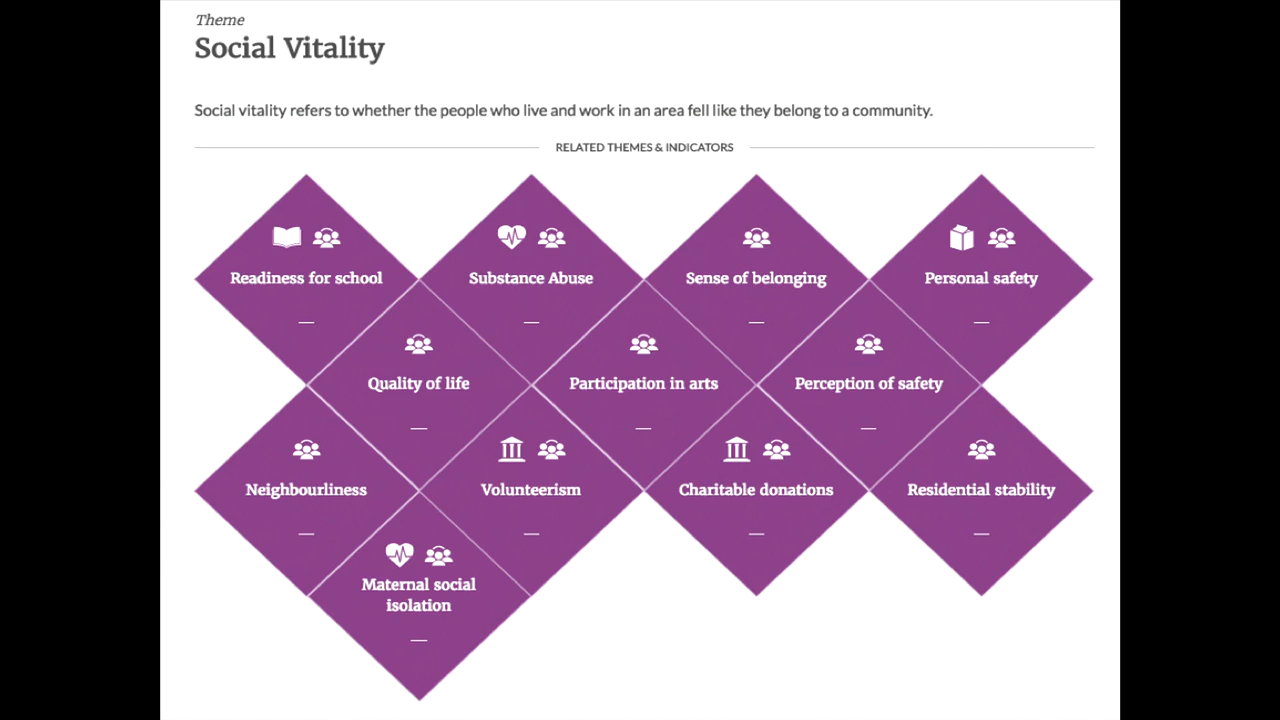 Theme
Social Vitality
Social vitality refers to whether the people who live and work in an area fell like they belong to a community.
RELATED THEMES & INDICATORS
Readiness for school
Substance Abuse
Sense of belonging
Personal safety
Quality of life
Participation in arts
Perception of safety
Neighbourliness
Volunteerism
Charitable donations
Residential stability
Maternal social
isolation